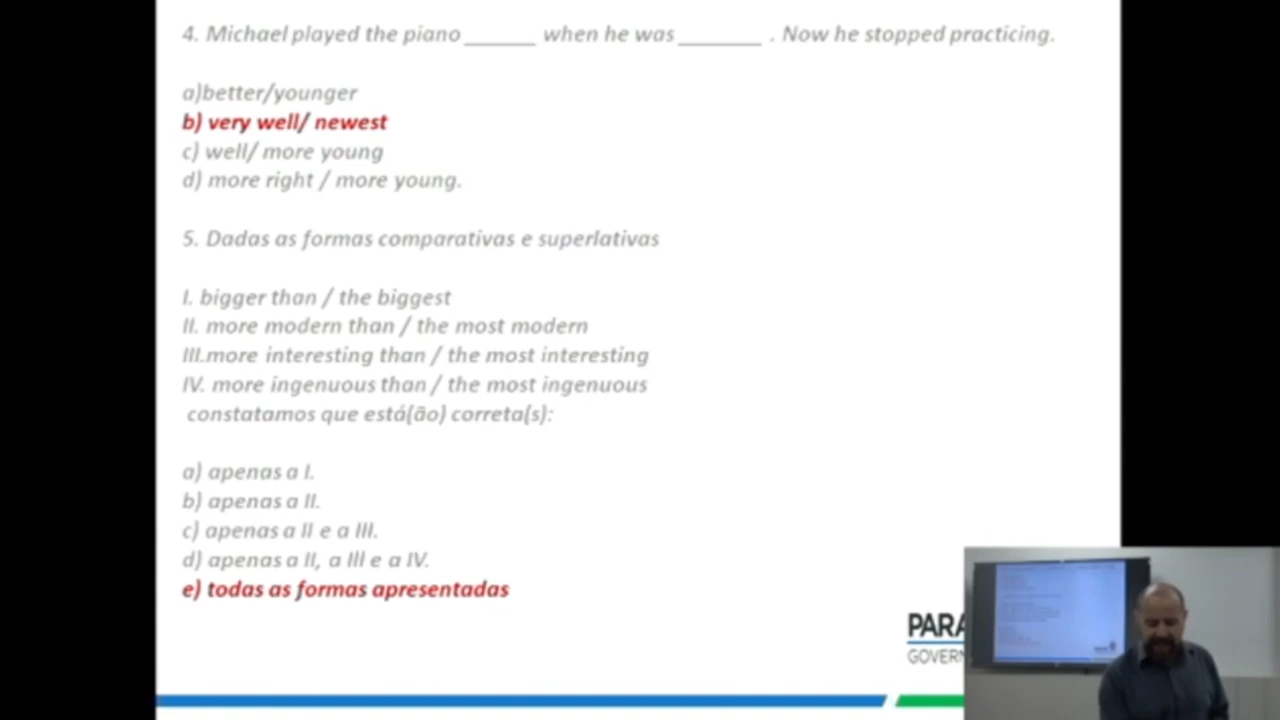 4. Michael played the piano ______ when he was _______ . Now he stopped practicing.
a)better/younger
b) very well/ newest
c) well/ more young
d) more right / more young.
5. Dadas as formas comparativas e superlativas
I. bigger than / the biggest
II. more modern than / the most modern
III.more interesting than / the most interesting
IV. more ingenuous than / the most ingenuous
constatamos que está(ão) correta(s):
a) apenas a I.
b) apenas a II.
c) apenas a II e a III.
d) apenas a II, a III e a IV.
e) todas as formas apresentadas